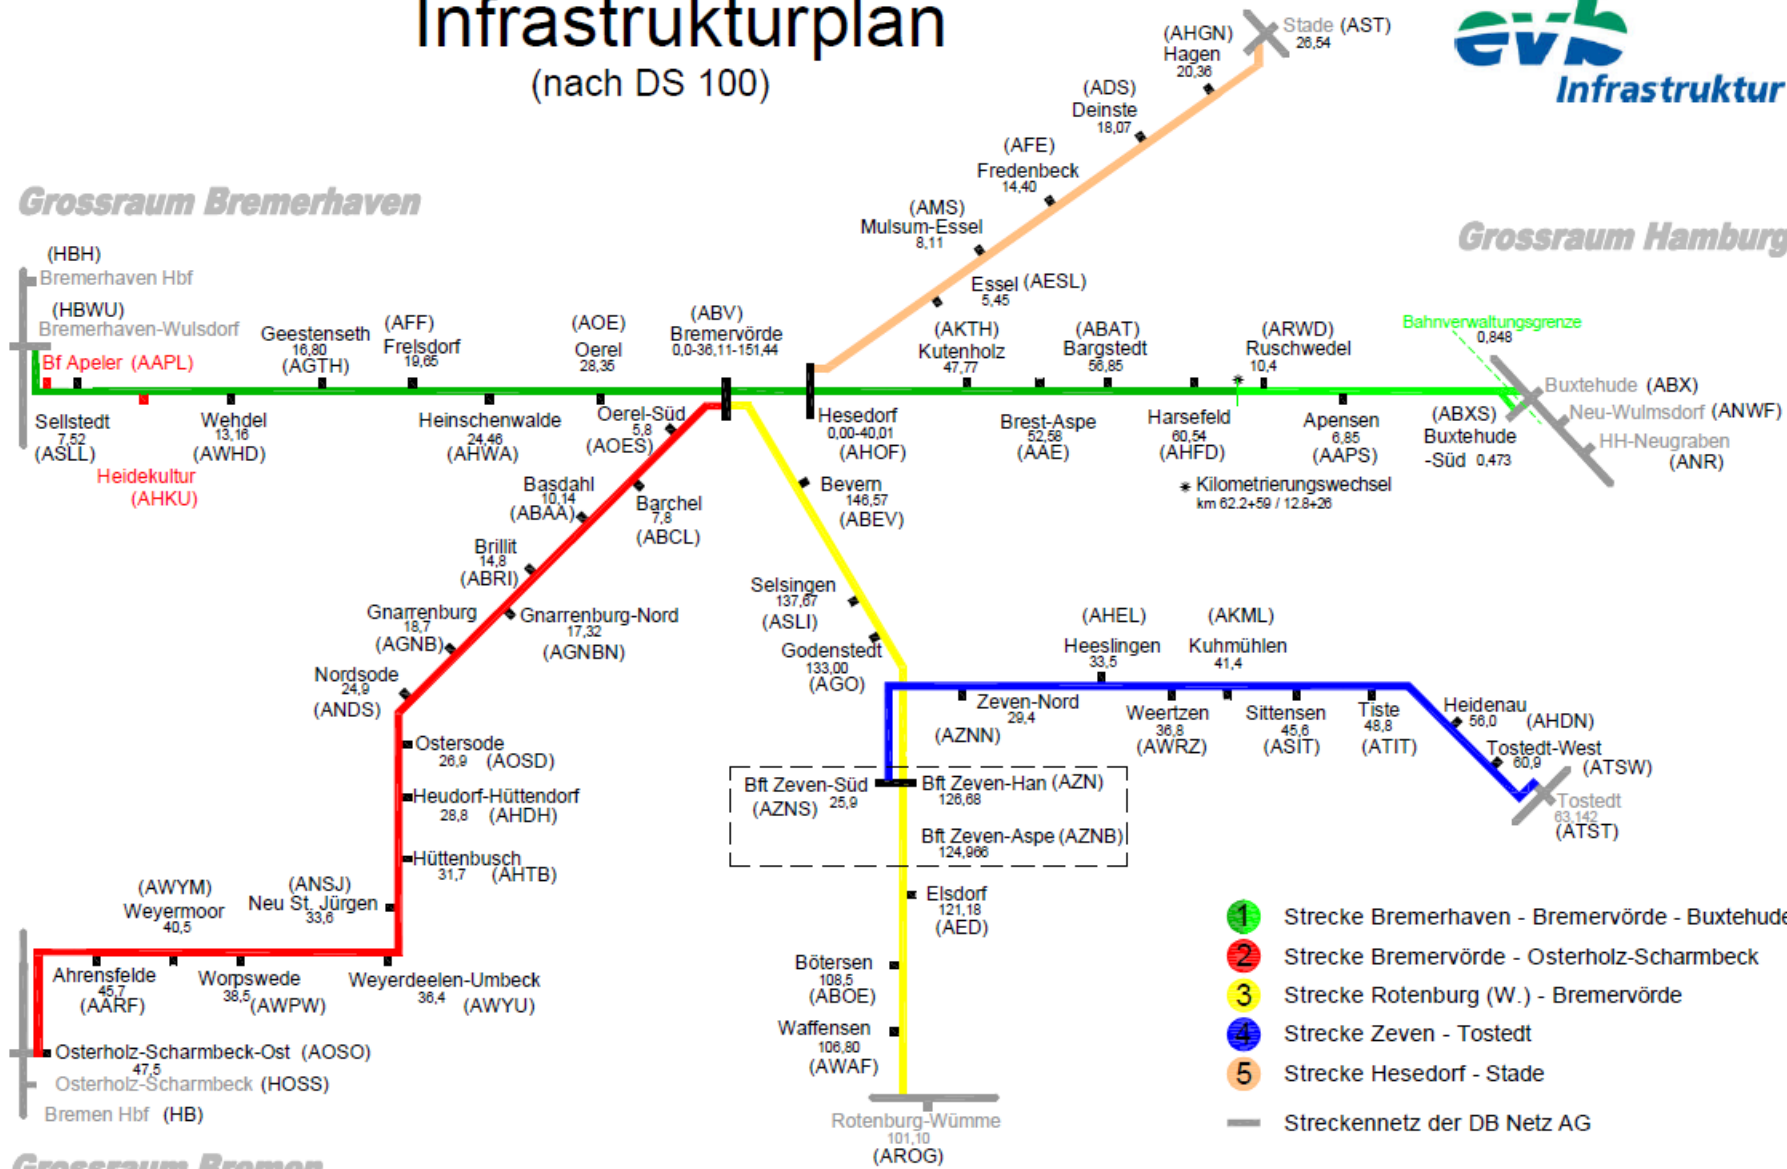 Infrastrukturplan
(nach DS 100)
evb
Infrastruktur
Grossraum Bremerhaven
Grossraum Hamburg
(HBH)
Bremerhaven Hbf
(HBWU)
Bremerhaven-Wulsdorf
Bf Apeler (AAPL)
Sellstedt
7,52
(ASLL)
Heidekultur
(AHKU)
Wehdel
13,16
(AWHD)
Geestenseth
16,80
(AGTH)
(AFF)
Frelsdorf
19,65
Heinschenwalde
24,46
(AHWA)
(AOE)
Oerel
28,35
(ABV)
Bremervörde
0,0-36,11-151,44
Hesedorf
0,00-40,01
(AHOF)
(AKTH)
Kutenholz
47,77
Brest-Aspe
52,58
(AAE)
(ABAT)
Bargstedt
56,85
Harsefeld
60,54
(AHFD)
* Kilometrierungswechsel
km 62.2+59 / 12.8+26
*
(ARWD)
Ruschwedel
10,4
Apensen
6,85
(AAPS)
Bahnverwaltungsgrenze
0,848
(ABXS)
Buxtehude
-Süd 0,473
Buxtehude (ABX)
Neu-Wulmsdorf (ANWF)
HH-Neugraben
(ANR)
Stade (AST)
26,54
(AHGN)
Hagen
20,36
(ADS)
Deinste
18,07
(AFE)
Fredenbeck
14,40
(AMS)
Mulsum-Essel
8,11
Essel (AESL)
5,45
Oerel-Süd
5,8
(AOES)
Barchel
7,8
(ABCL)
Basdahl
10,14
(ABAA)
Brillit
14,8
(ABRI)
Gnarrenburg-Nord
17,32
(AGNBN)
Gnarrenburg
18,7
(AGNB)
Nordsode
24,9
(ANDS)
Ostersode
26,9 (AOSD)
Heudorf-Hüttendorf
28,8 (AHDH)
Hüttenbusch
31,7 (AHTB)
(ANSJ)
Neu St. Jürgen
33,6
Weyerdeelen-Umbeck
36,4 (AWYU)
Worpswede
38,5 (AWPW)
(AWYM)
Weyermoor
40,5
Ahrensfelde
45,7
(AARF)
Osterholz-Scharmbeck-Ost (AOSO)
47,5
Osterholz-Scharmbeck (HOSS)
Bremen Hbf (HB)
Grossraum Bremen
Bevern
146,57
(ABEV)
Selsingen
137,67
(ASLI)
Godenstedt
133,00
(AGO)
Bft Zeven-Süd
(AZNS) 25,9
Bft Zeven-Han (AZN)
126,68
Bft Zeven-Aspe (AZNB)
124,966
Elsdorf
121,18
(AED)
Bötersen
108,5
(ABOE)
Waffensen
106,80
(AWAF)
Rotenburg-Wümme
101,10
(AROG)
Zeven-Nord
29,4
(AZNN)
(AHEL)
Heeslingen
33,5
Weertzen
36,8
(AWRZ)
(AKML)
Kuhmühlen
41,4
Sittensen
45,6
(ASIT)
Tiste
48,8
(ATIT)
Heidenau
56,0 (AHDN)
Tostedt-West
60,9 (ATSW)
Tostedt
63,142
(ATST)
1 Strecke Bremerhaven - Bremervörde - Buxtehude
2 Strecke Bremervörde - Osterholz-Scharmbeck
3 Strecke Rotenburg (W.) - Bremervörde
4 Strecke Zeven - Tostedt
5 Strecke Hesedorf - Stade
Streckennetz der DB Netz AG